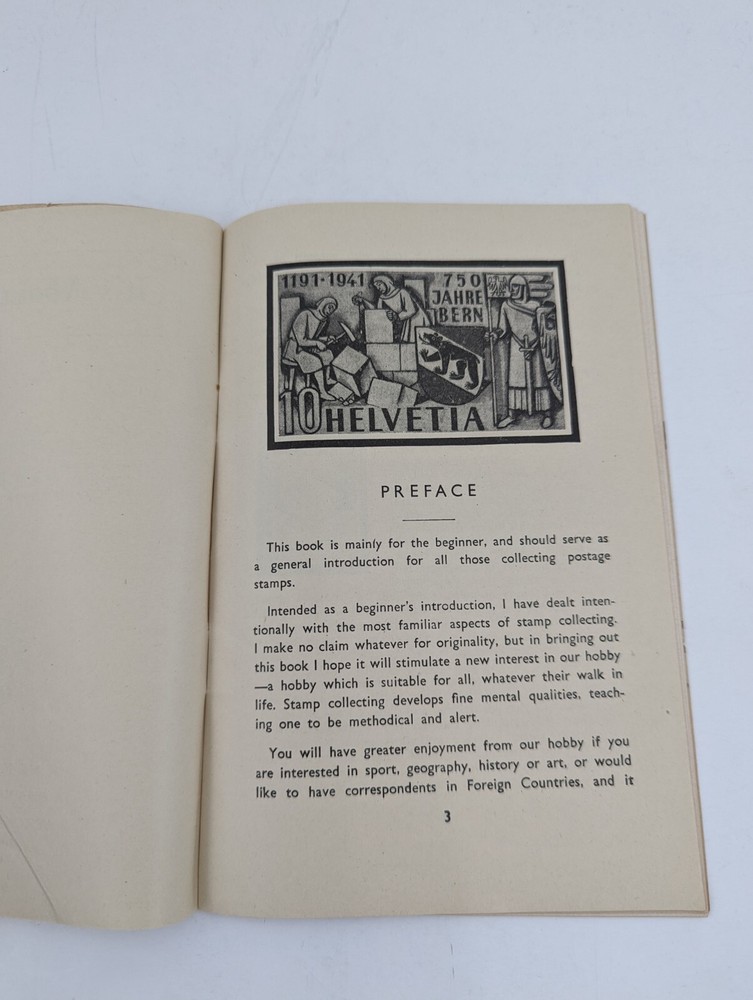 1191·1941
750
JAHRE
BERN
10 HELVETIA
PREFACE
This book is mainly for the beginner, and should serve as
a general introduction for all those collecting postage
stamps.
Intended as a beginner's introduction, I have dealt inten-
tionally with the most familiar aspects of stamp collecting.
I make no claim whatever for originality, but in bringing out
this book I hope it will stimulate a new interest in our hobby
—a hobby which is suitable for all, whatever their walk in
life. Stamp collecting develops fine mental qualities, teach-
ing one to be methodical and alert.
You will have greater enjoyment from our hobby if you
are interested in sport, geography, history or art, or would
like to have correspondents in Foreign Countries, and it
3